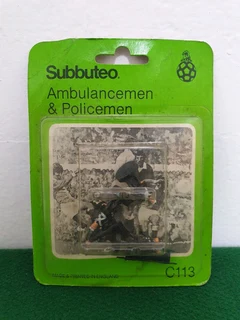 Subbuteo.
Ambulancemen
& Policemen
C113